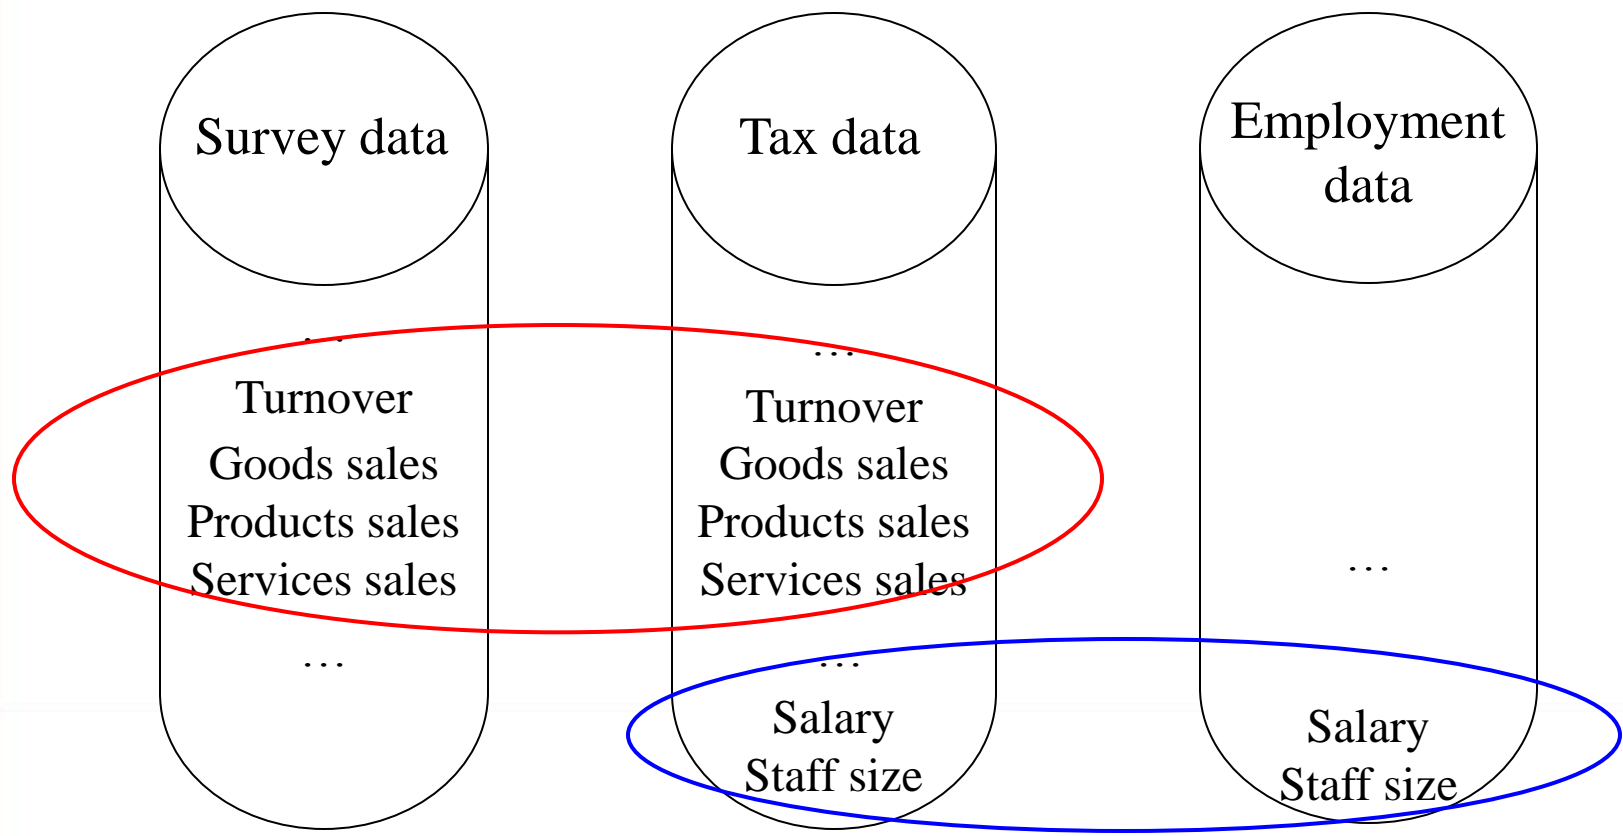 Survey data
…
Turnover
Goods sales
Products sales
Services sales
…
Tax data
…
Turnover
Goods sales
Products sales
Services sales
…
Salary
Staff size
Employment
data
…
Salary
Staff size